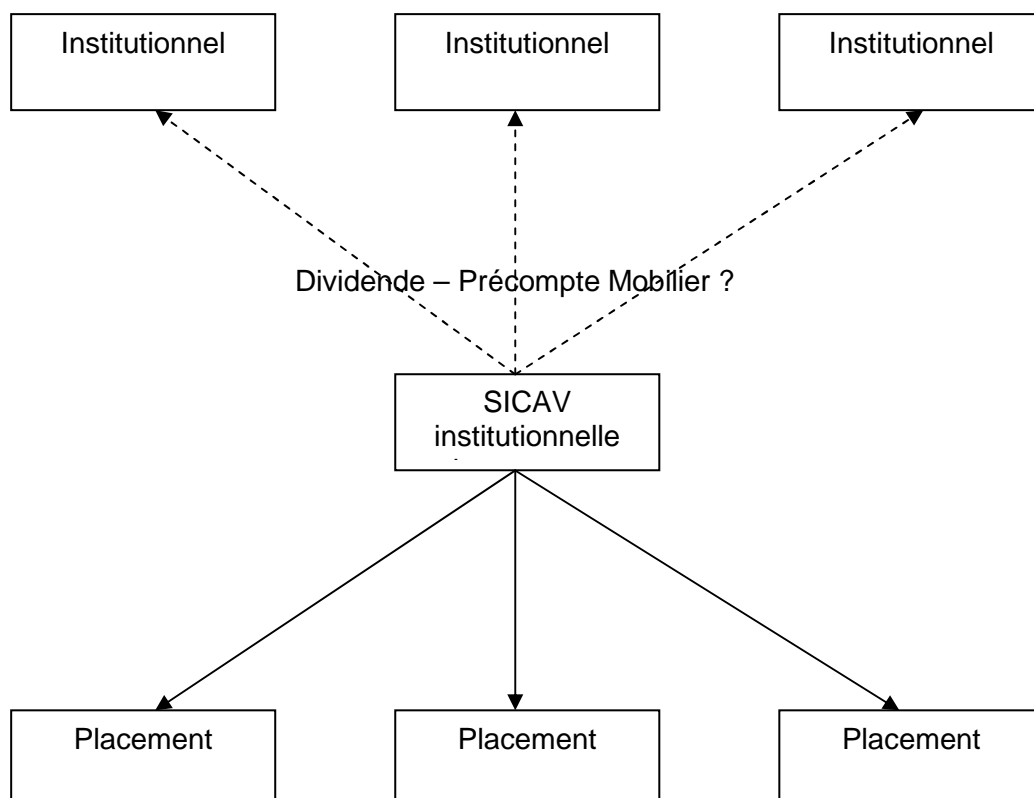 Institutionnel
Institutionnel
Institutionnel
Dividende – Précompte Mobilier ?
SICAV
institutionnelle
Placement
Placement
Placement